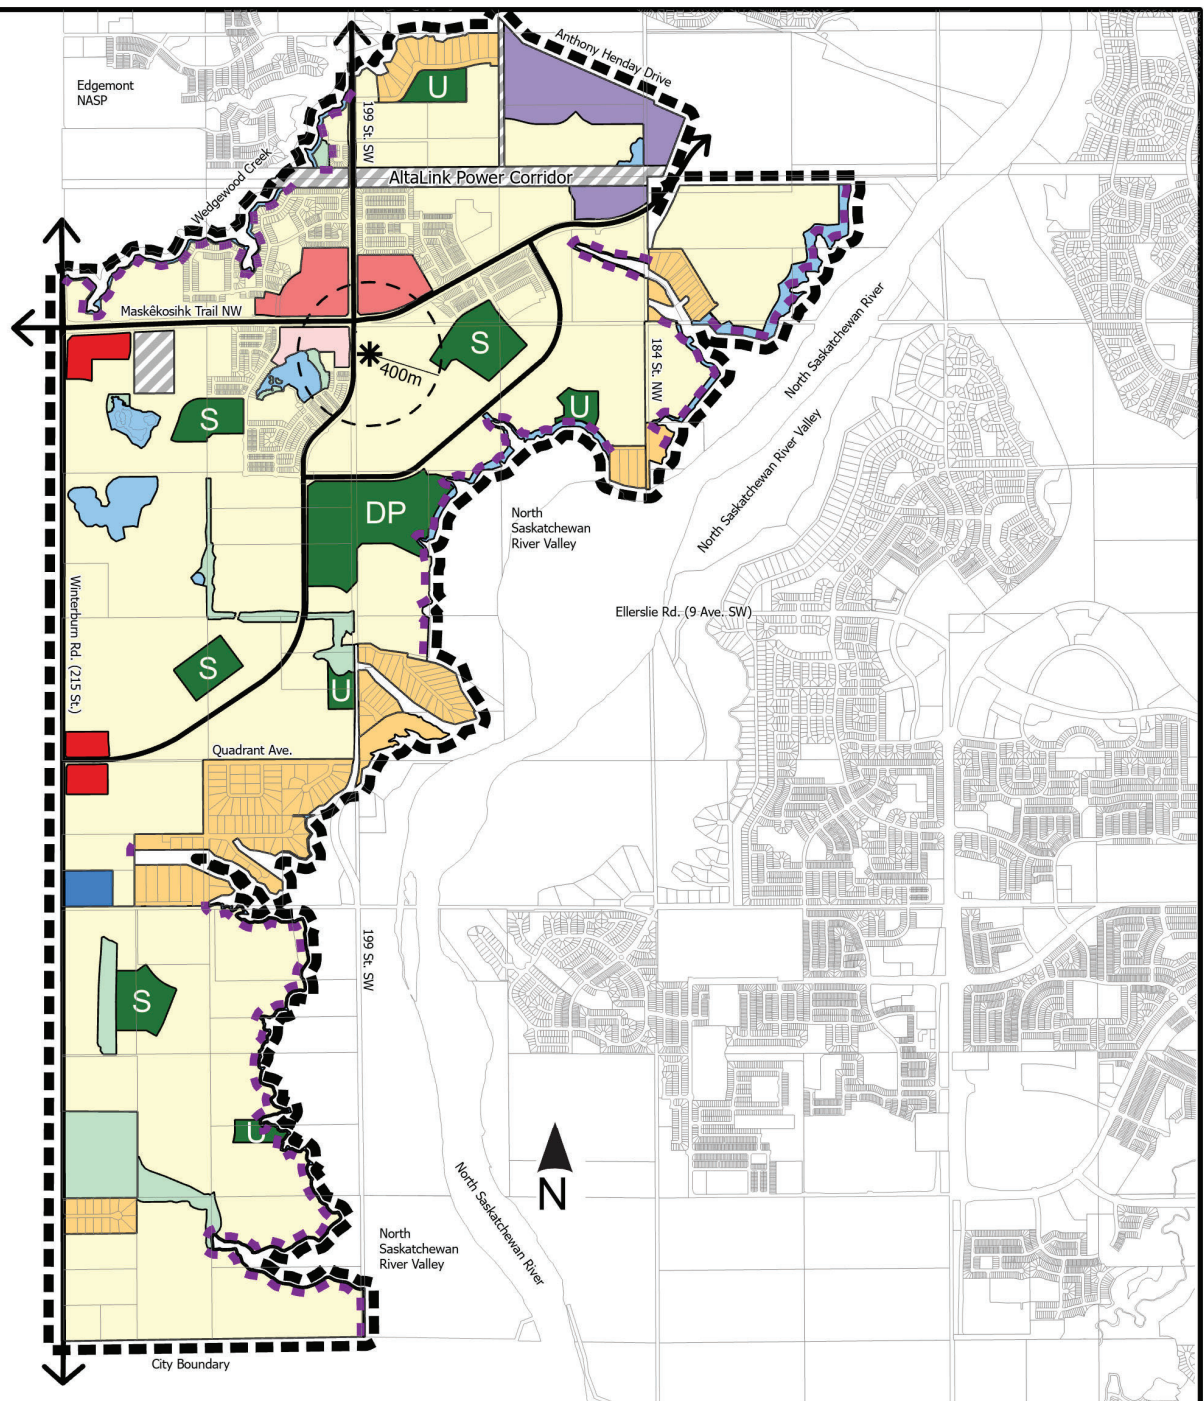 Anthony Henday Drive
Edgemont
NASP
U
199 St. SW
Wedgewood Creek
AltaLink Power Corridor
Maskêkosihk Trail NW
North Saskatchewan River
S
184 St. NW
400m
S
U
North Saskatchewan River Valley
DP
North
Saskatchewan
River Valley
Winterburn Rd. (215 St.)
Ellerslie Rd. (9 Ave. SW)
S
U
Quadrant Ave.
199 St. SW
S
U
N
North Saskatchewan River
North
Saskatchewan
River Valley
City Boundary